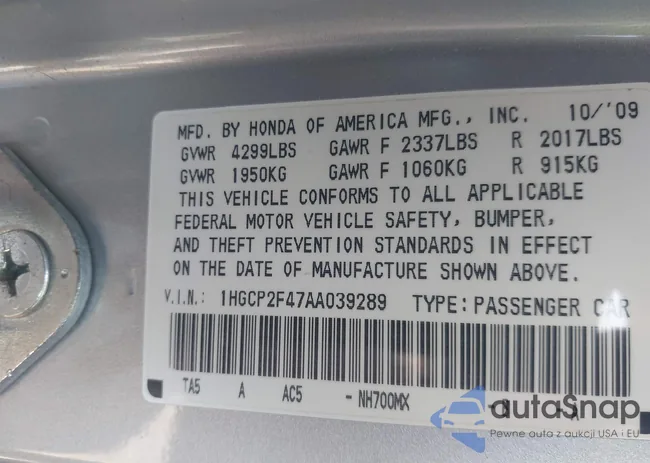 MFD. BY HONDA OF AMERICA MFG., INC. 10/'09
GVWR 4299LBS GAWR F 2337LBS R 2017LBS
GVWR 1950KG GAWR F 1060KG R 915KG
THIS VEHICLE CONFORMS TO ALL APPLICABLE
FEDERAL MOTOR VEHICLE SAFETY, BUMPER,
AND THEFT PREVENTION STANDARDS IN EFFECT
ON THE DATE OF MANUFACTURE SHOWN ABOVE.
V.I.N.: 1HGCP2F47AA039289 TYPE:PASSENGER CAR
TA5 A AC5 -NH700MX
autoSnap
Pewne auta z aukcji USA i EU